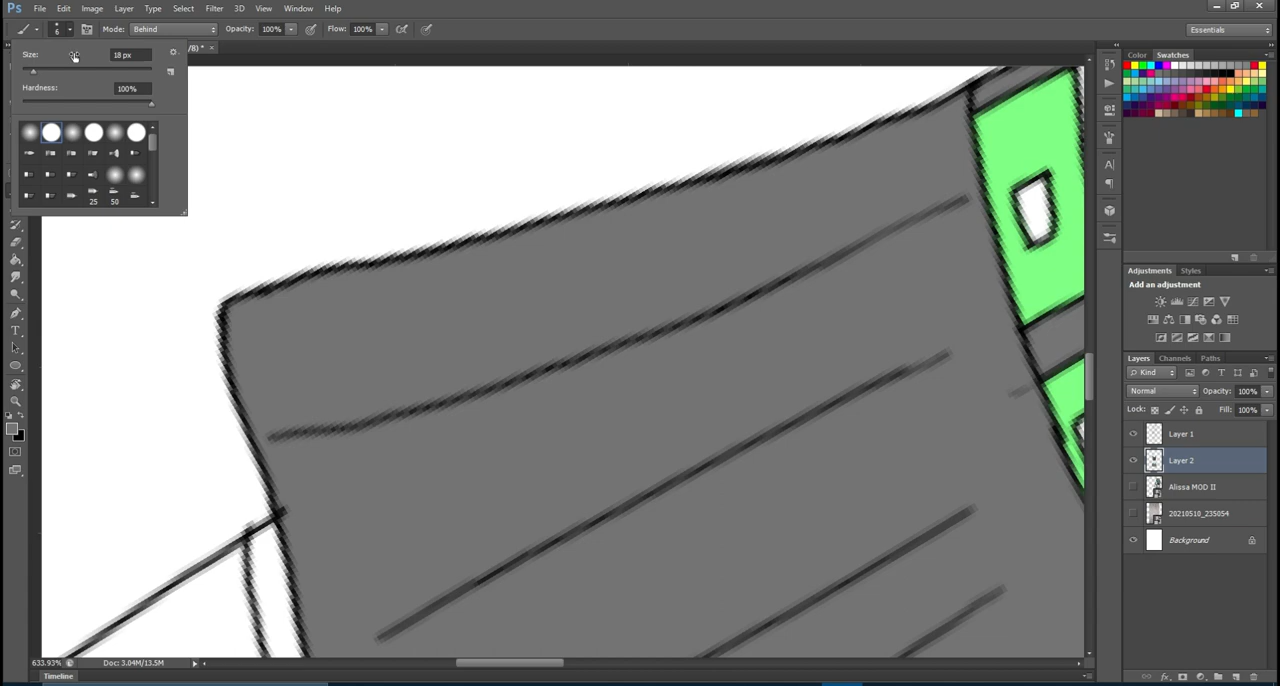 Ps File Edit Image Layer Type Select Filter 3D View Window Help
6 Mode: Behind Opacity: 100% Flow: 100% Essentials
/8) * ×
Size: 18 px
Hardness: 100%
25 50
Color Swatches
Adjustments Styles
Add an adjustment
Layers Channels Paths
Kind
Normal Opacity: 100%
Lock: Fill: 100%
Layer 1
Layer 2
Alissa MOD II
20210510_235054
Background
633.93% Doc: 3.04M/13.5M
Timeline